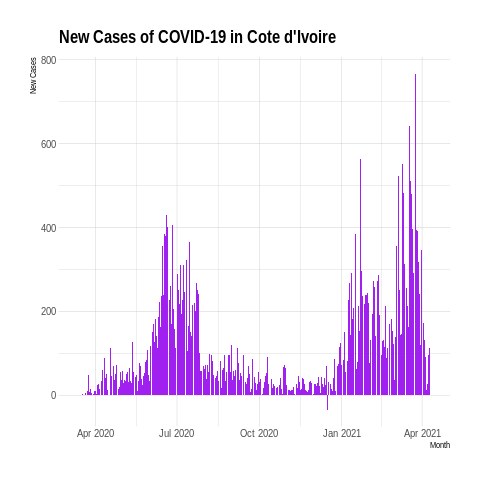 New Cases of COVID-19 in Cote d'Ivoire
New Cases
800
600
400
200
0
Apr 2020 Jul 2020 Oct 2020 Jan 2021 Apr 2021
Month